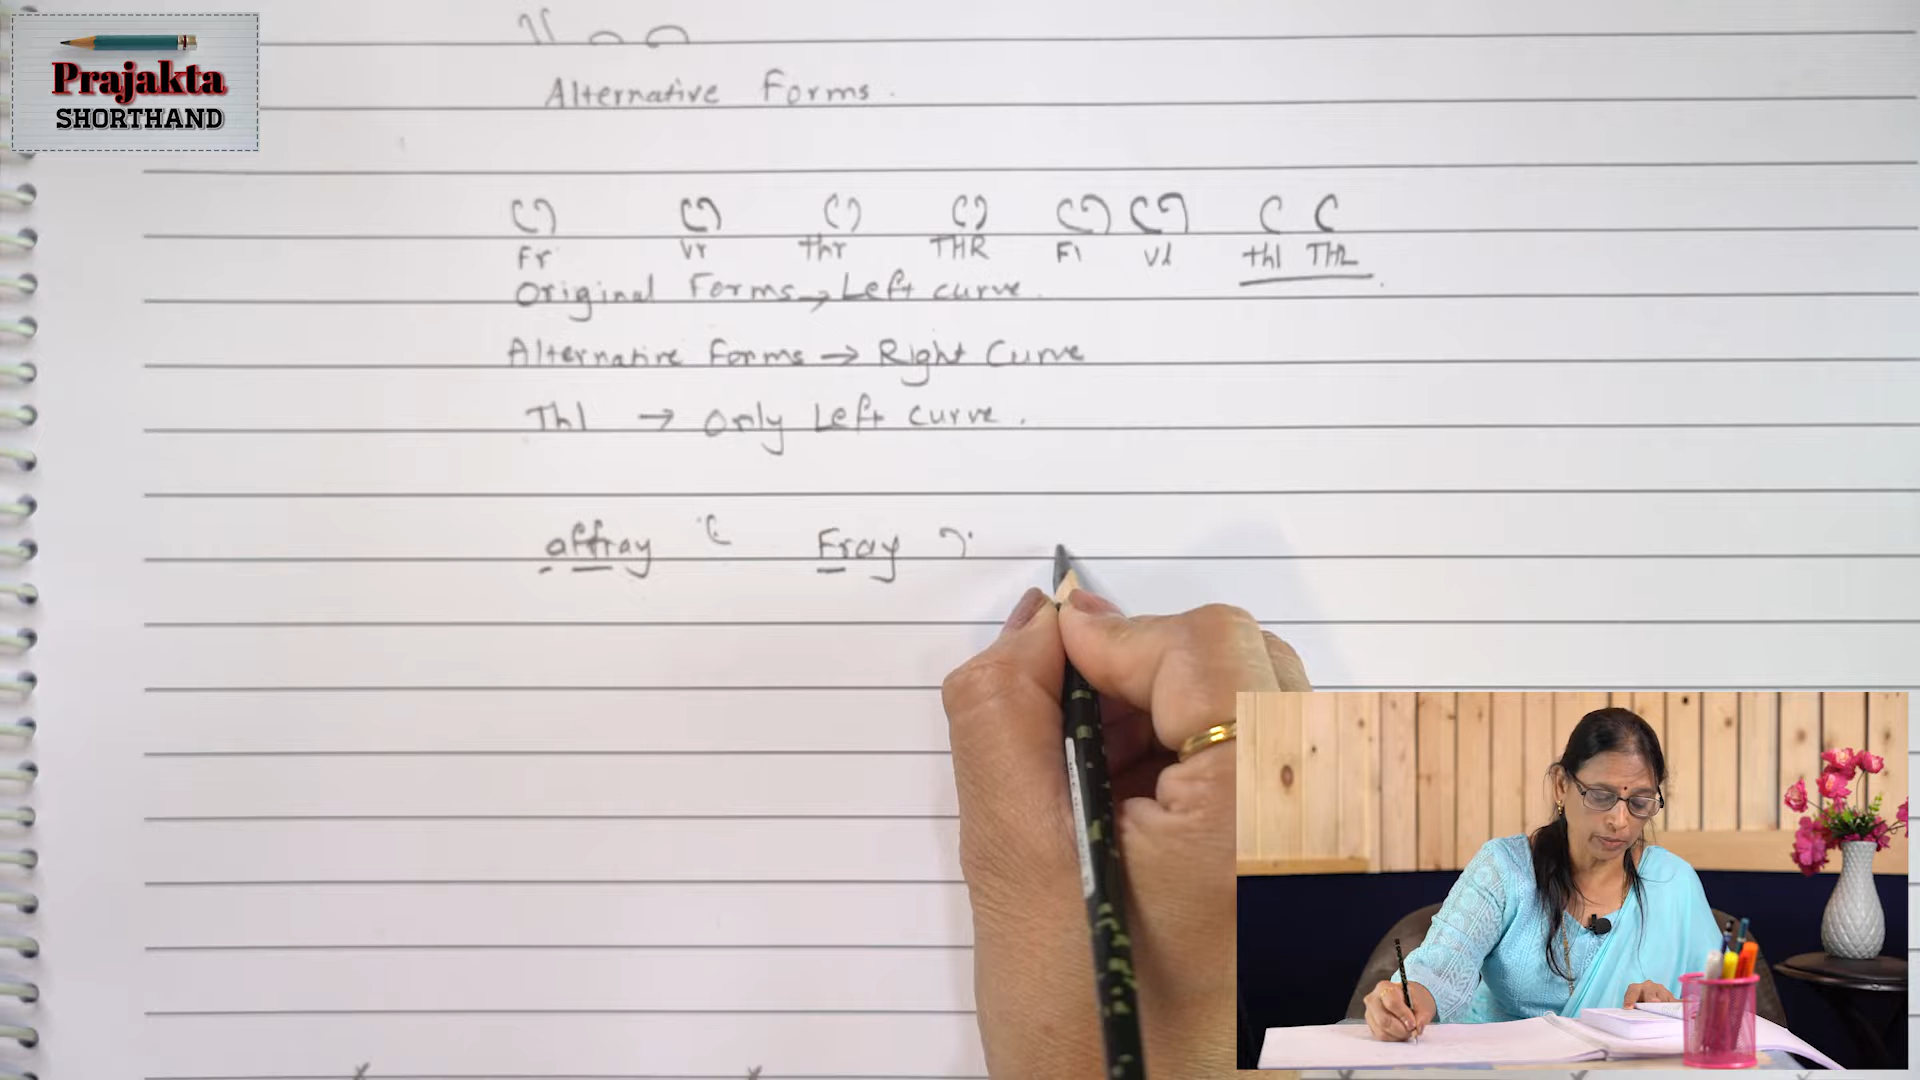 Prajakta
SHORTHAND
Alternative Forms.
Fr Vr thr THR Fl Vl thl THL
Original Forms → Left curve.
Alternative Forms → Right Curve
Thl → Only Left Curve.
affray Fray